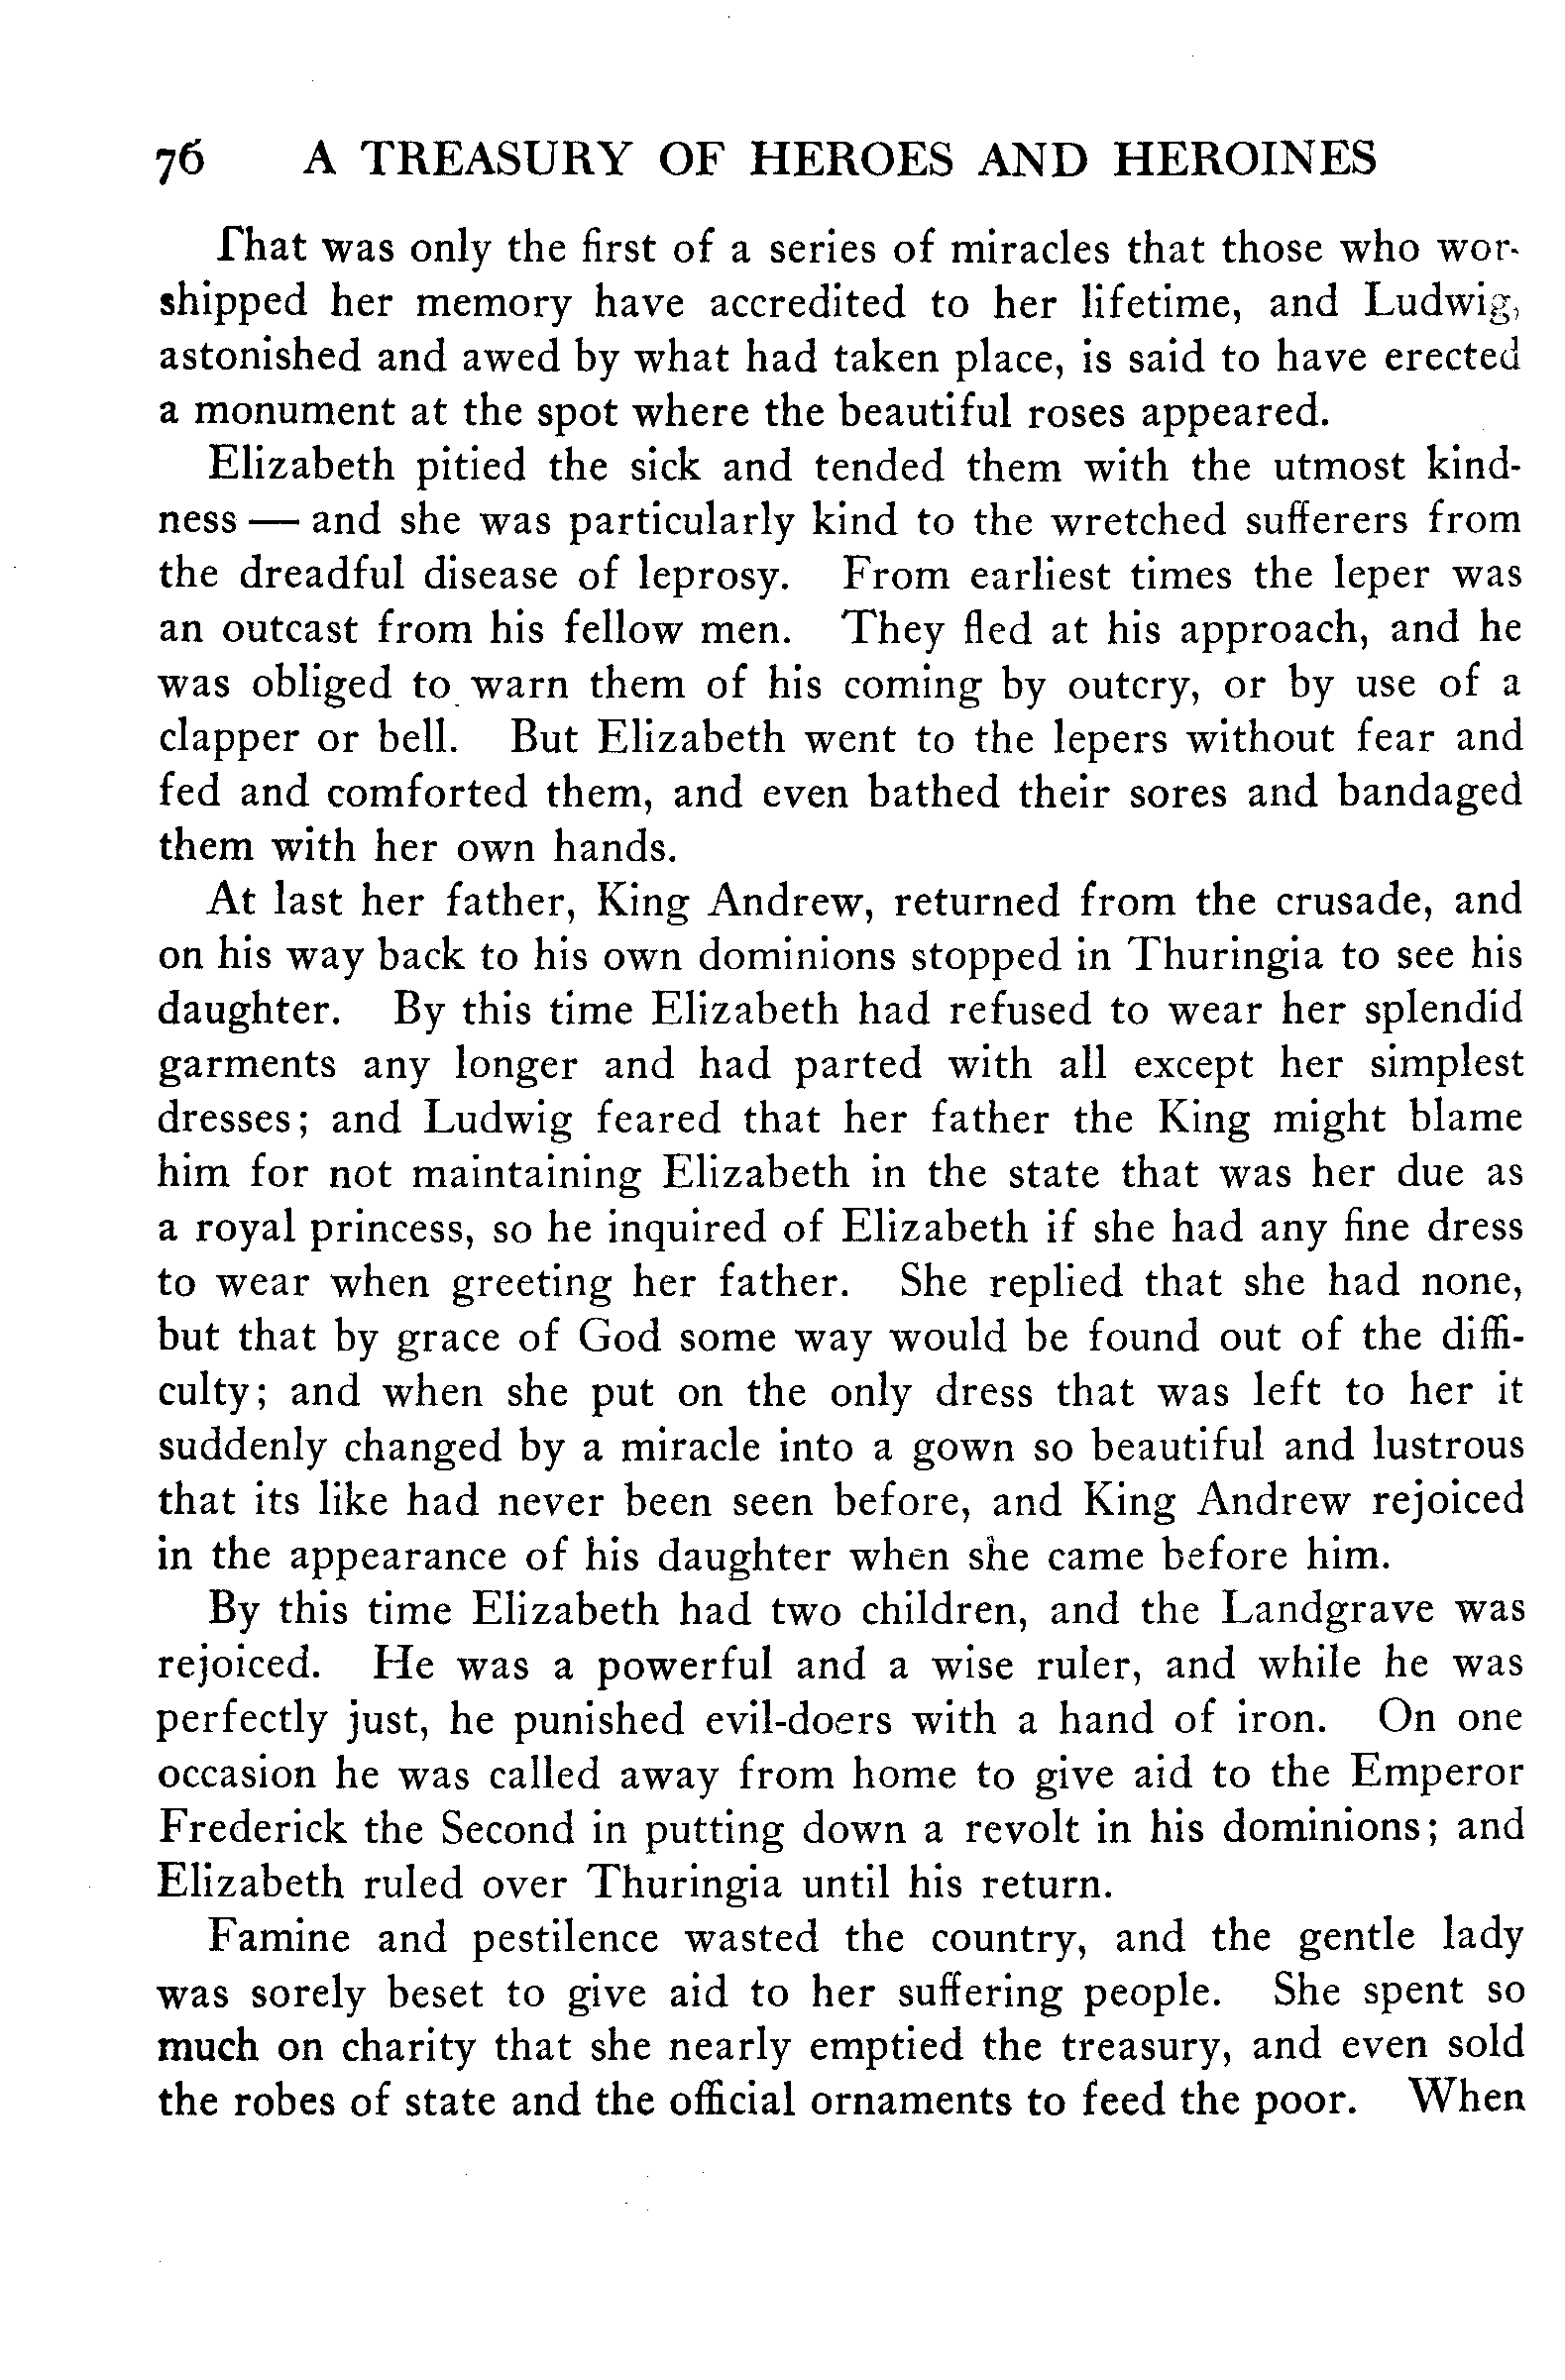 76 A TREASURY OF HEROES AND HEROINES
That was only the first of a series of miracles that those who wor-
shipped her memory have accredited to her lifetime, and Ludwig,
astonished and awed by what had taken place, is said to have erected
a monument at the spot where the beautiful roses appeared.
Elizabeth pitied the sick and tended them with the utmost kind-
ness — and she was particularly kind to the wretched sufferers from
the dreadful disease of leprosy. From earliest times the leper was
an outcast from his fellow men. They fled at his approach, and he
was obliged to warn them of his coming by outcry, or by use of a
clapper or bell. But Elizabeth went to the lepers without fear and
fed and comforted them, and even bathed their sores and bandaged
them with her own hands.
At last her father, King Andrew, returned from the crusade, and
on his way back to his own dominions stopped in Thuringia to see his
daughter. By this time Elizabeth had refused to wear her splendid
garments any longer and had parted with all except her simplest
dresses; and Ludwig feared that her father the King might blame
him for not maintaining Elizabeth in the state that was her due as
a royal princess, so he inquired of Elizabeth if she had any fine dress
to wear when greeting her father. She replied that she had none,
but that by grace of God some way would be found out of the diffi-
culty; and when she put on the only dress that was left to her it
suddenly changed by a miracle into a gown so beautiful and lustrous
that its like had never been seen before, and King Andrew rejoiced
in the appearance of his daughter when she came before him.
By this time Elizabeth had two children, and the Landgrave was
rejoiced. He was a powerful and a wise ruler, and while he was
perfectly just, he punished evil-doers with a hand of iron. On one
occasion he was called away from home to give aid to the Emperor
Frederick the Second in putting down a revolt in his dominions; and
Elizabeth ruled over Thuringia until his return.
Famine and pestilence wasted the country, and the gentle lady
was sorely beset to give aid to her suffering people. She spent so
much on charity that she nearly emptied the treasury, and even sold
the robes of state and the official ornaments to feed the poor. When